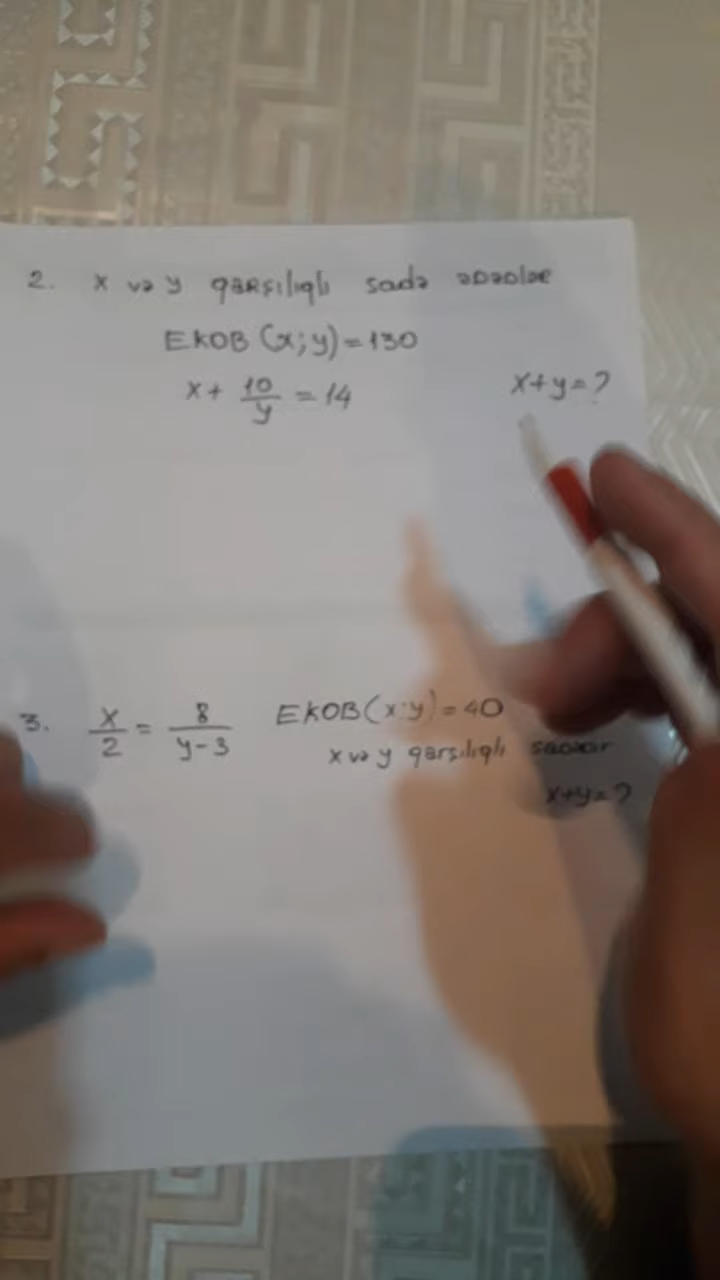 2. x və y qarşılıqlı sadə ədədlər
EKOB (x;y)=130
x + 10/y = 14
x+y=?
3. x/2 = 8/y-3 EKOB(x;y)=40
x və y qarşılıqlı
x+y=?